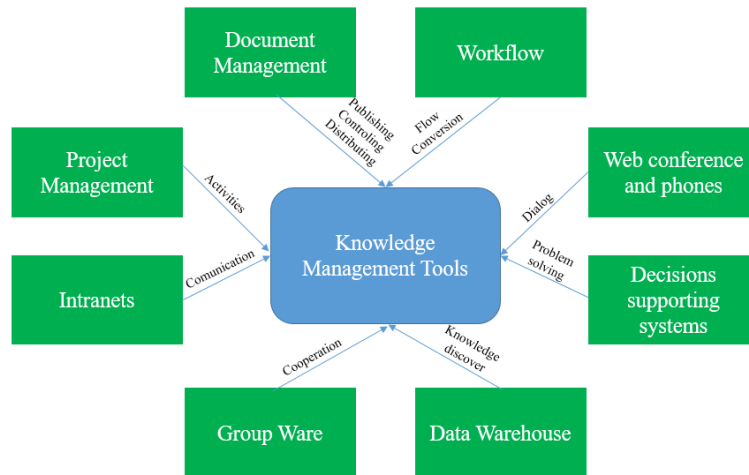 Document
Management
Workflow
Publishing
Controling
Distributing
Flow
Conversion
Project
Management
Activities
Web conference
and phones
Dialog
Knowledge
Management Tools
Intranets
Comunication
Problem
solving
Decisions
supporting
systems
Cooperation
Knowledge
discover
Group Ware
Data Warehouse